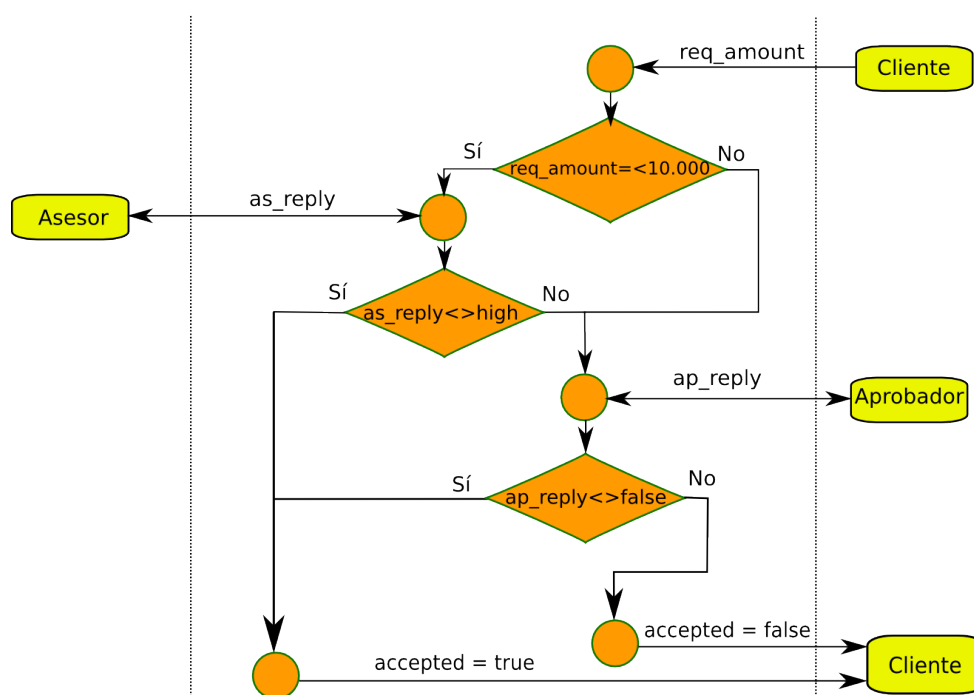 req_amount
Cliente
Sí
req_amount=<10.000
No
Asesor
as_reply
Sí
as_reply<>high
No
ap_reply
Aprobador
Sí
ap_reply<>false
No
accepted = false
accepted = true
Cliente